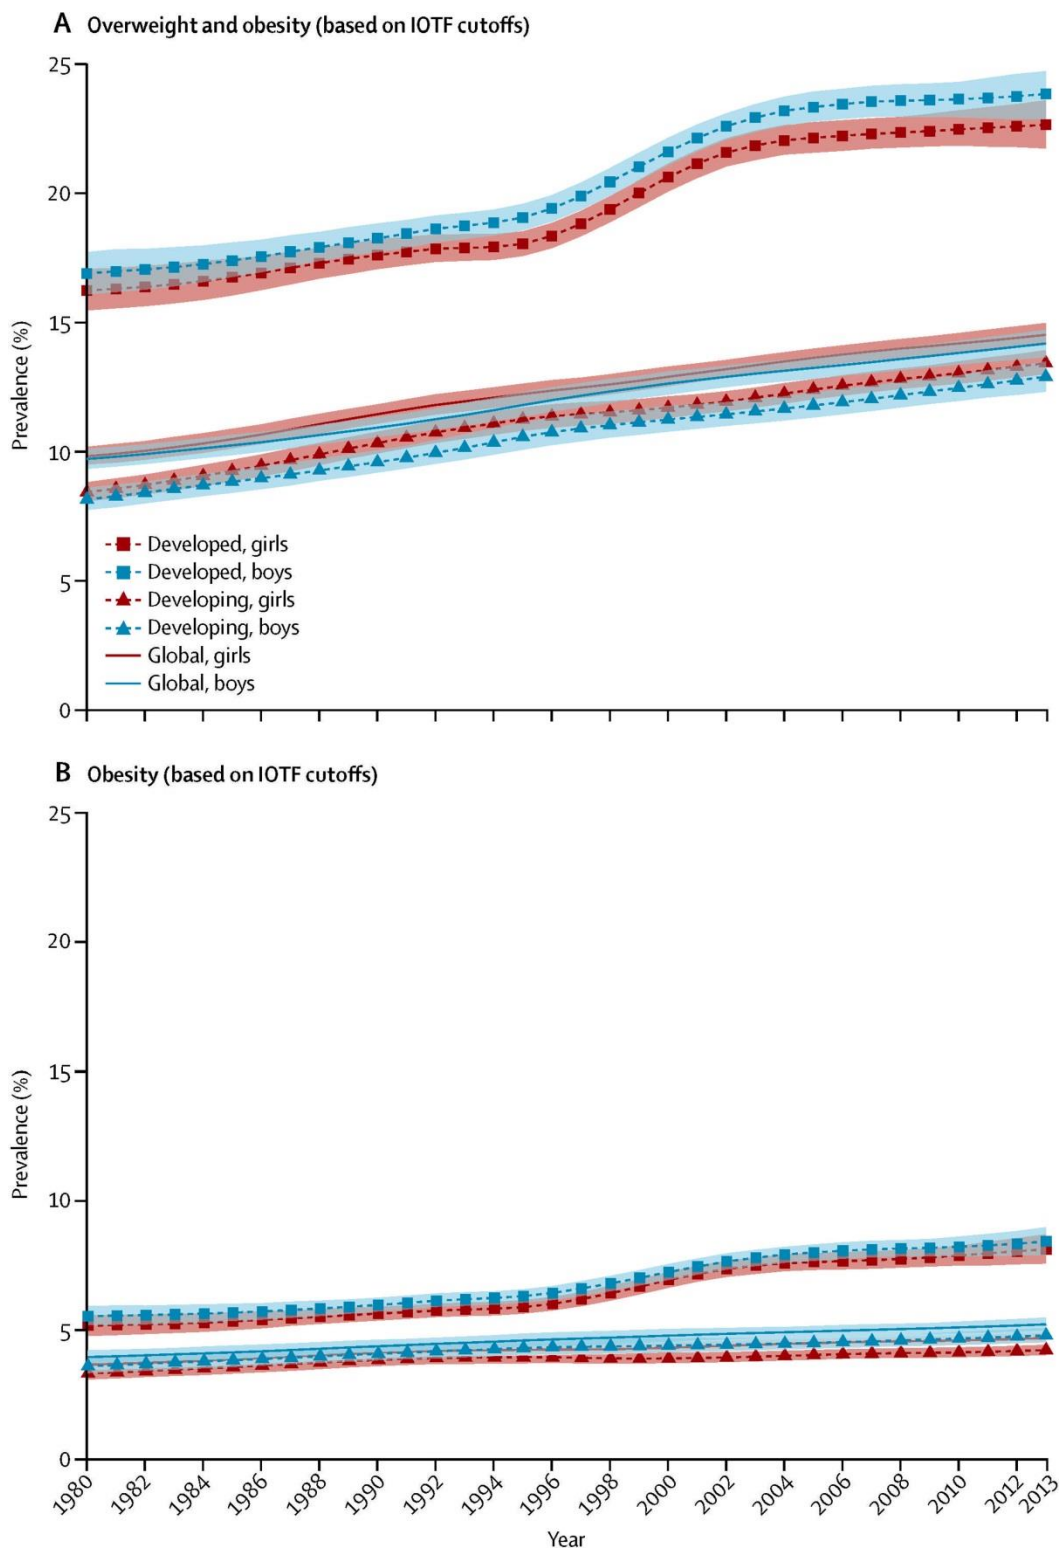 A Overweight and obesity (based on IOTF cutoffs)
25
20
15
10
5
0
Prevalence (%)
Developed, girls
Developed, boys
Developing, girls
Developing, boys
Global, girls
Global, boys
B Obesity (based on IOTF cutoffs)
25
20
15
10
5
0
Prevalence (%)
1980 1982 1984 1986 1988 1990 1992 1994 1996 1998 2000 2002 2004 2006 2008 2010 2012 2013
Year